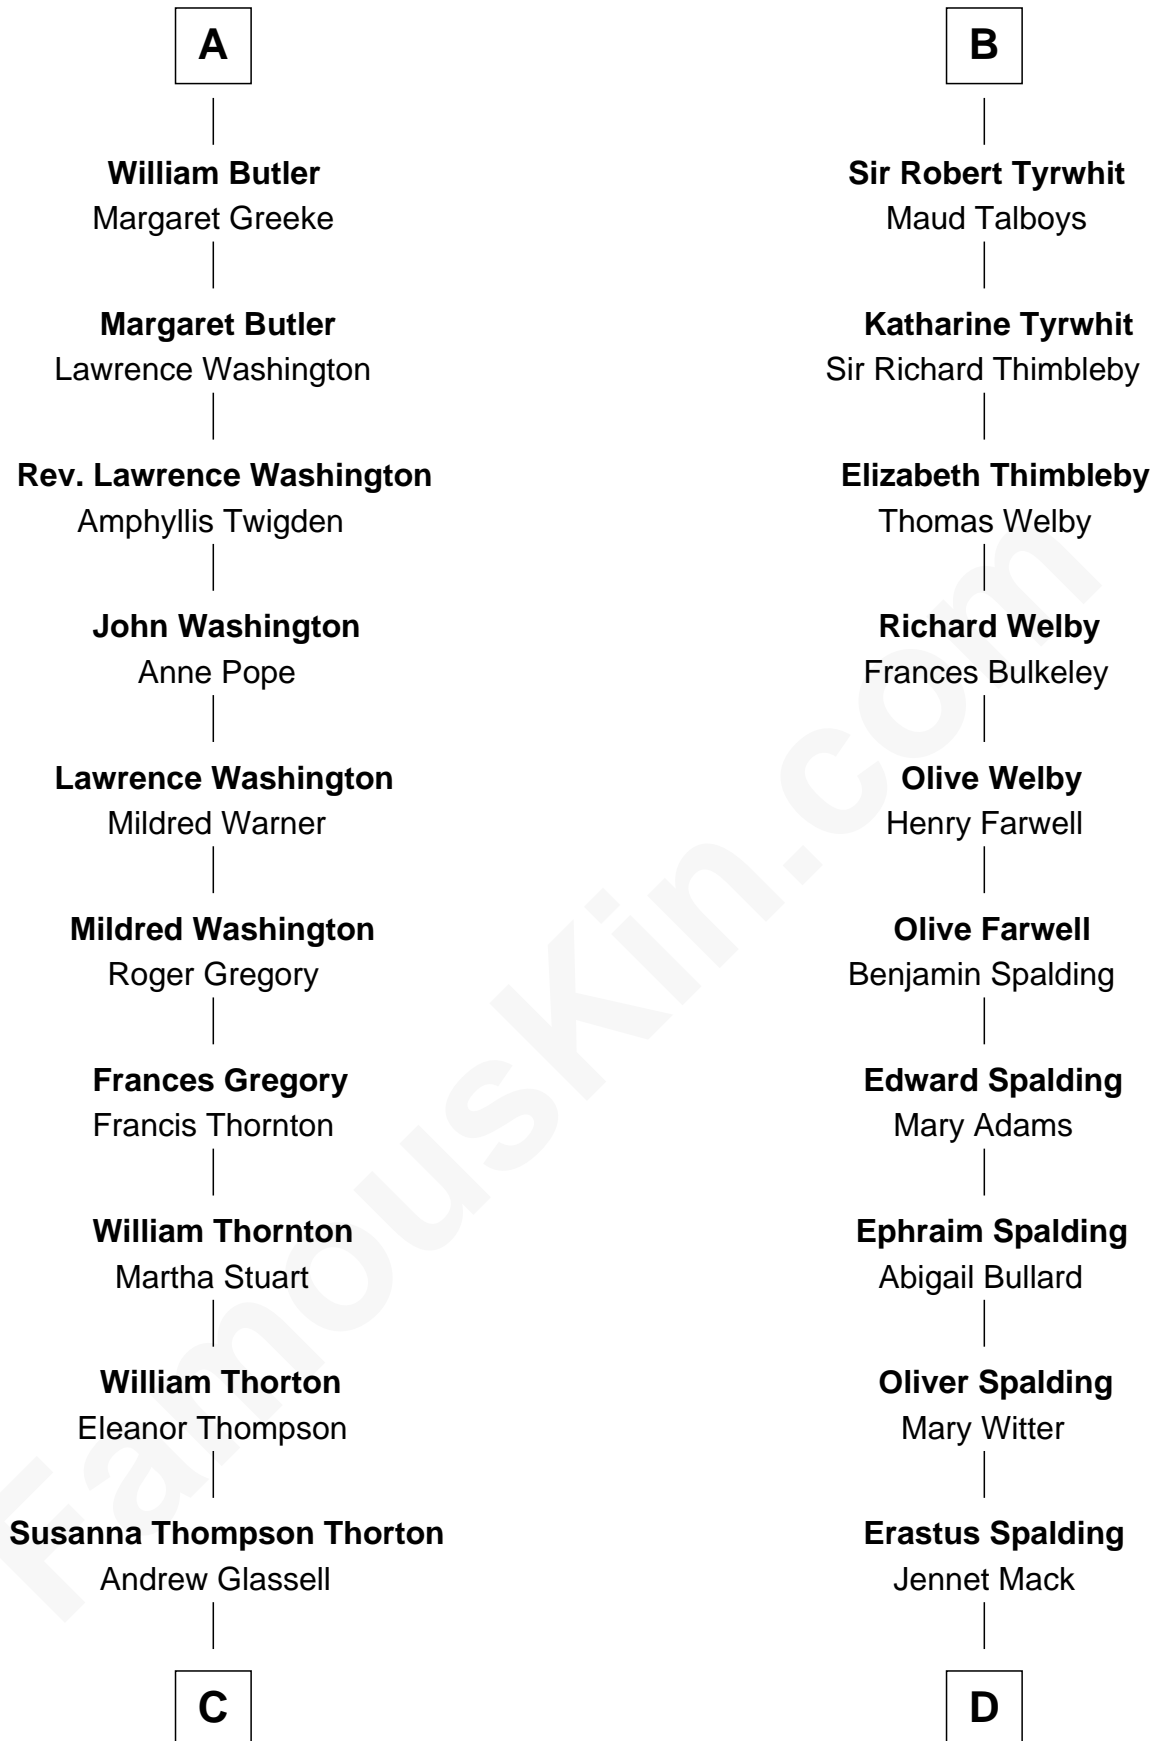 A
William Butler
Margaret Greeke
Margaret Butler
Lawrence Washington
Rev. Lawrence Washington
Amphyllis Twigden
John Washington
Anne Pope
Lawrence Washington
Mildred Warner
Mildred Washington
Roger Gregory
Frances Gregory
Francis Thornton
William Thornton
Martha Stuart
William Thorton
Eleanor Thompson
Susanna Thompson Thorton
Andrew Glassell
C
B
Sir Robert Tyrwhit
Maud Talboys
Katharine Tyrwhit
Sir Richard Thimbleby
Elizabeth Thimbleby
Thomas Welby
Richard Welby
Frances Bulkeley
Olive Welby
Henry Farwell
Olive Farwell
Benjamin Spalding
Edward Spalding
Mary Adams
Ephraim Spalding
Abigail Bullard
Oliver Spalding
Mary Witter
Erastus Spalding
Jennet Mack
D
FamousKin.com